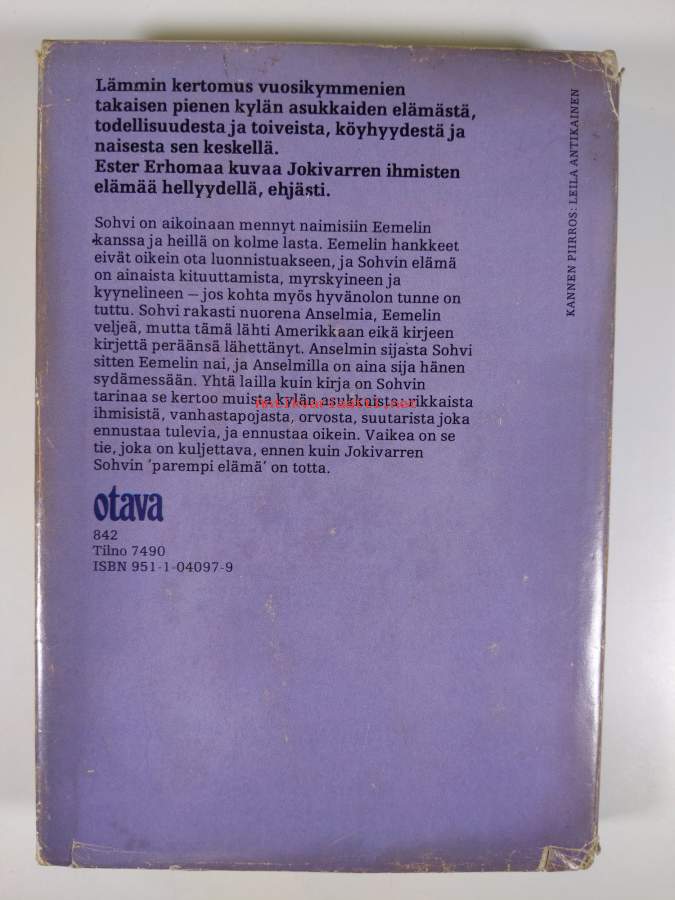 Lämmin kertomus vuosikymmenien
takaisen pienen kylän asukkaiden elämästä,
todellisuudesta ja toiveista, köyhyydestä ja
naisesta sen keskellä.
Ester Erhomaa kuvaa Jokivarren ihmisten
elämää hellyydellä, ehjästi.
Sohvi on aikoinaan mennyt naimisiin Eemelin
kanssa ja heillä on kolme lasta. Eemelin hankkeet
eivät oikein ota luonnistuakseen, ja Sohvin elämä
on ainaista kituuttamista, myrskyineen ja
kyynelineen – jos kohta myös hyvänolon tunne on
tuttu. Sohvi rakasti nuorena Anselmia, Eemelin
veljeä, mutta tämä lähti Amerikkaan eikä kirjeen
kirjettä peräänsä lähettänyt. Anselmin sijasta Sohvi
sitten Eemelin nai, ja Anselmilla on aina sija hänen
sydämessään. Yhtä lailla kuin kirja on Sohvin
tarinaa se kertoo muista kylän asukkaista: rikkaista
ihmisistä, vanhastapojasta, orvosta, suutarista joka
ennustaa tulevia, ja ennustaa oikein. Vaikea on se
tie, joka on kuljettava, ennen kuin Jokivarren
Sohvin 'parempi elämä' on totta.
otava
842
Tilno 7490
ISBN 951-1-04097-9
KANNEN PIIRROS: LEILA ANTIKAINEN